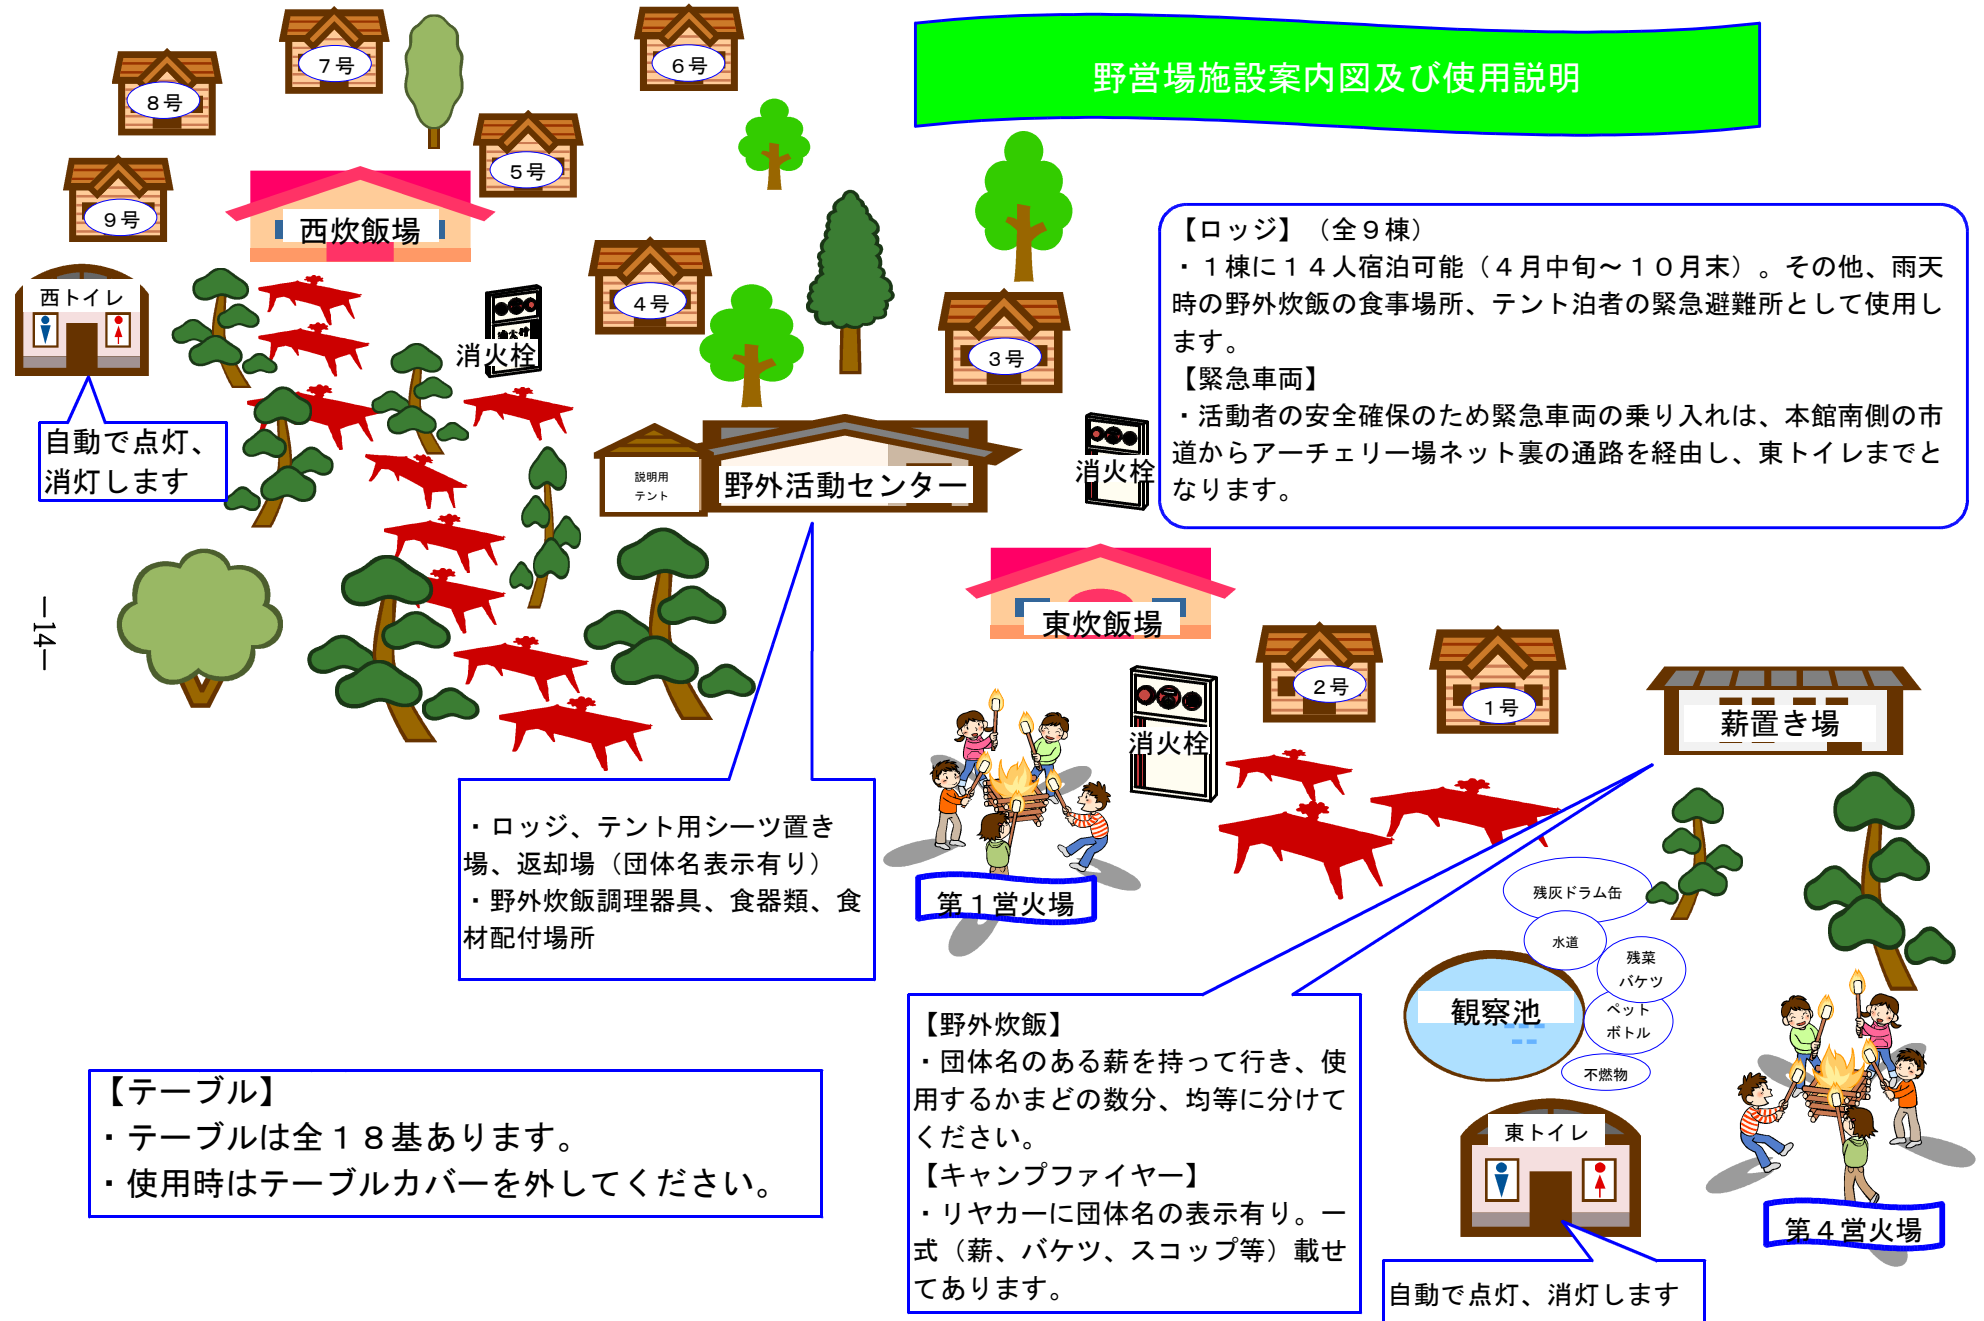 野営場施設案内図及び使用説明
７号
６号
８号
５号
９号
西炊飯場
４号
３号
西トイレ
消火栓
自動で点灯、
消灯します
【ロッジ】（全９棟）
・１棟に１４人宿泊可能（４月中旬～１０月末）。その他、雨天
時の野外炊飯の食事場所、テント泊者の緊急避難所として使用し
ます。
【緊急車両】
・活動者の安全確保のため緊急車両の乗り入れは、本館南側の市
道からアーチェリー場ネット裏の通路を経由し、東トイレまでと
なります。
説明用
テント
野外活動センター
消火栓
東炊飯場
２号
１号
薪置き場
消火栓
－14－
・ロッジ、テント用シーツ置き
場、返却場（団体名表示有り）
・野外炊飯調理器具、食器類、食
材配付場所
第１営火場
残灰ドラム缶
水道
残菜
バケツ
ペット
ボトル
不燃物
観察池
【野外炊飯】
・団体名のある薪を持って行き、使
用するかまどの数分、均等に分けて
ください。
【キャンプファイヤー】
・リヤカーに団体名の表示有り。一
式（薪、バケツ、スコップ等）載せ
てあります。
【テーブル】
・テーブルは全１８基あります。
・使用時はテーブルカバーを外してください。
東トイレ
第４営火場
自動で点灯、消灯します